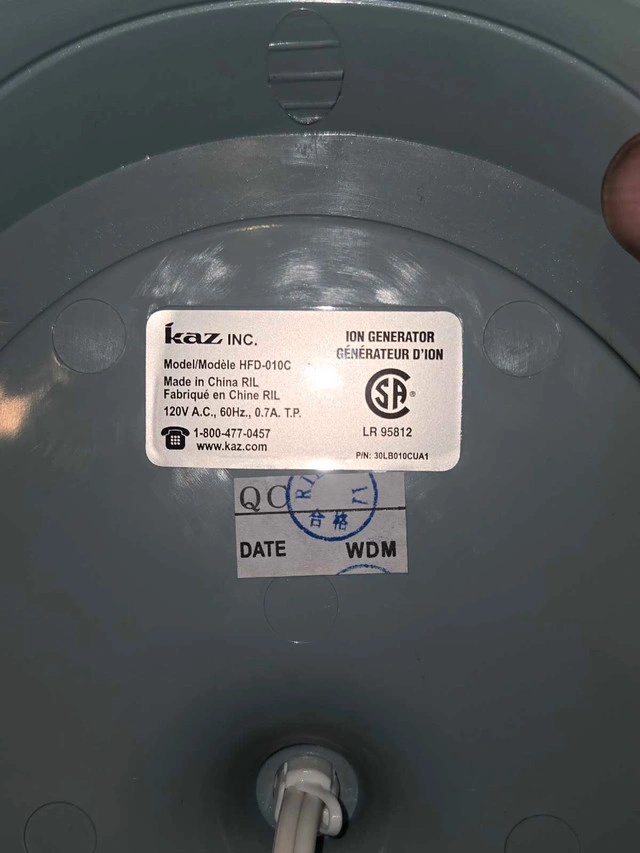 Kaz INC.
Model/Modèle HFD-010C
Made in China RIL
Fabriqué en Chine RIL
120V A.C., 60Hz., 0.7A. T.P.
1-800-477-0457
www.kaz.com
ION GENERATOR
GÉNÉRATEUR D'ION
CSA®
LR 95812
P/N: 30LB010CUA1
QC
合格
DATE WDM